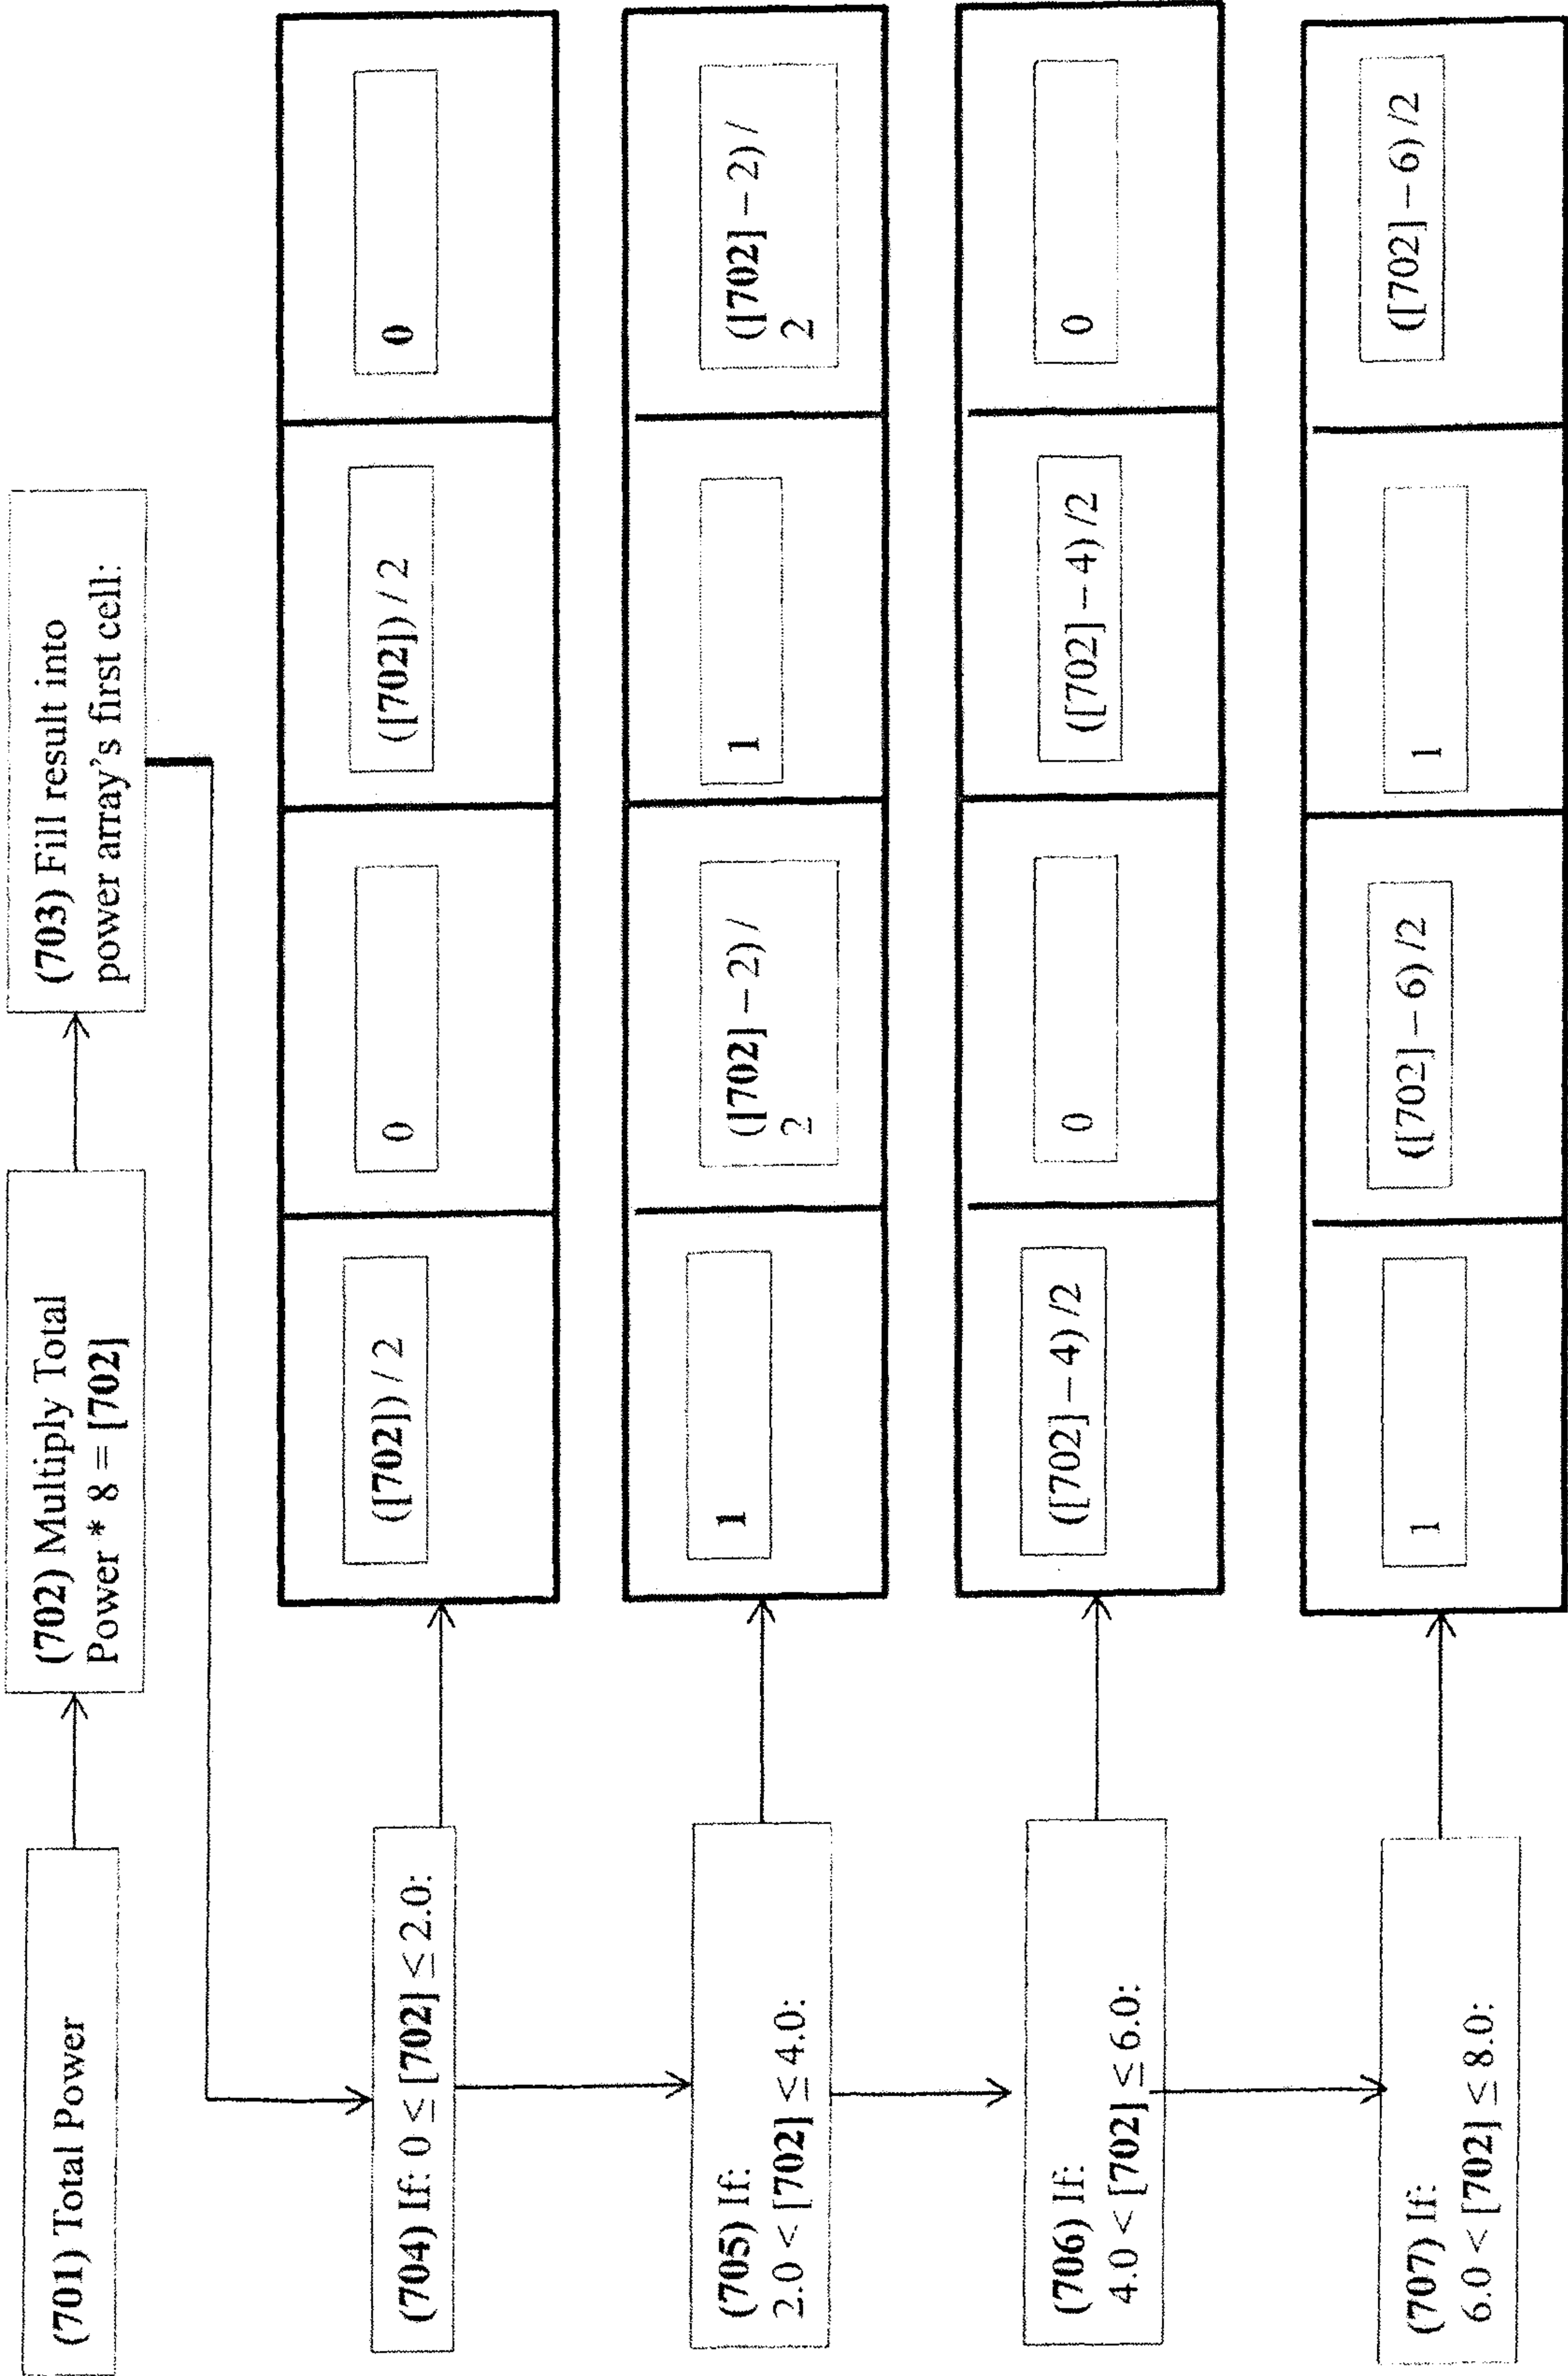 (701) Total Power
(702) Multiply Total
Power * 8 = [702]
(703) Fill result into
power array's first cell:
(704) If: 0 ≤ [702] ≤ 2.0:
([702]) / 2
0
([702]) / 2
0
(705) If:
2.0 < [702] ≤ 4.0:
1
([702] – 2) /
2
1
([702] – 2) /
2
(706) If:
4.0 < [702] ≤ 6.0:
([702] – 4) /2
0
([702] – 4) /2
0
(707) If:
6.0 < [702] ≤ 8.0:
1
([702] – 6) /2
1
([702] – 6) /2